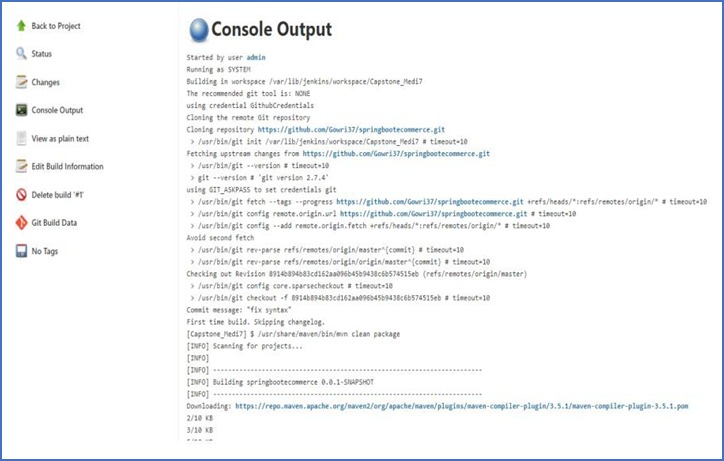 Back to Project
Status
Changes
Console Output
View as plain text
Edit Build Information
Delete build '#1'
Git Build Data
No Tags
Console Output
Started by user admin
Running as SYSTEM
Building in workspace /var/lib/jenkins/workspace/Capstone_Medi7
The recommended git tool is: NONE
using credential GithubCredentials
Cloning the remote Git repository
Cloning repository https://github.com/Gowri37/springbootecommerce.git
> /usr/bin/git init /var/lib/jenkins/workspace/Capstone_Medi7 # timeout=10
Fetching upstream changes from https://github.com/Gowri37/springbootecommerce.git
> /usr/bin/git --version # timeout=10
> git --version # 'git version 2.7.4'
using GIT_ASKPASS to set credentials git
> /usr/bin/git fetch --tags --progress https://github.com/Gowri37/springbootecommerce.git +refs/heads/*:refs/remotes/origin/* # timeout=10
> /usr/bin/git config remote.origin.url https://github.com/Gowri37/springbootecommerce.git # timeout=10
> /usr/bin/git config --add remote.origin.fetch +refs/heads/*:refs/remotes/origin/* # timeout=10
Avoid second fetch
> /usr/bin/git rev-parse refs/remotes/origin/master^{commit} # timeout=10
> /usr/bin/git rev-parse refs/remotes/origin/origin/master^{commit} # timeout=10
Checking out Revision 8914b894b83cd162aa096b45b9438c6b574515eb (refs/remotes/origin/master)
> /usr/bin/git config core.sparsecheckout # timeout=10
> /usr/bin/git checkout -f 8914b894b83cd162aa096b45b9438c6b574515eb # timeout=10
Commit message: "fix syntax"
First time build. Skipping changelog.
[Capstone_Medi7] $ /usr/share/maven/bin/mvn clean package
[INFO] Scanning for projects...
[INFO]
[INFO] ------------------------------------------------------------------------
[INFO] Building springbootecommerce 0.0.1-SNAPSHOT
[INFO] ------------------------------------------------------------------------
Downloading: https://repo.maven.apache.org/maven2/org/apache/maven/plugins/maven-compiler-plugin/3.5.1/maven-compiler-plugin-3.5.1.pom
2/10 KB
3/10 KB